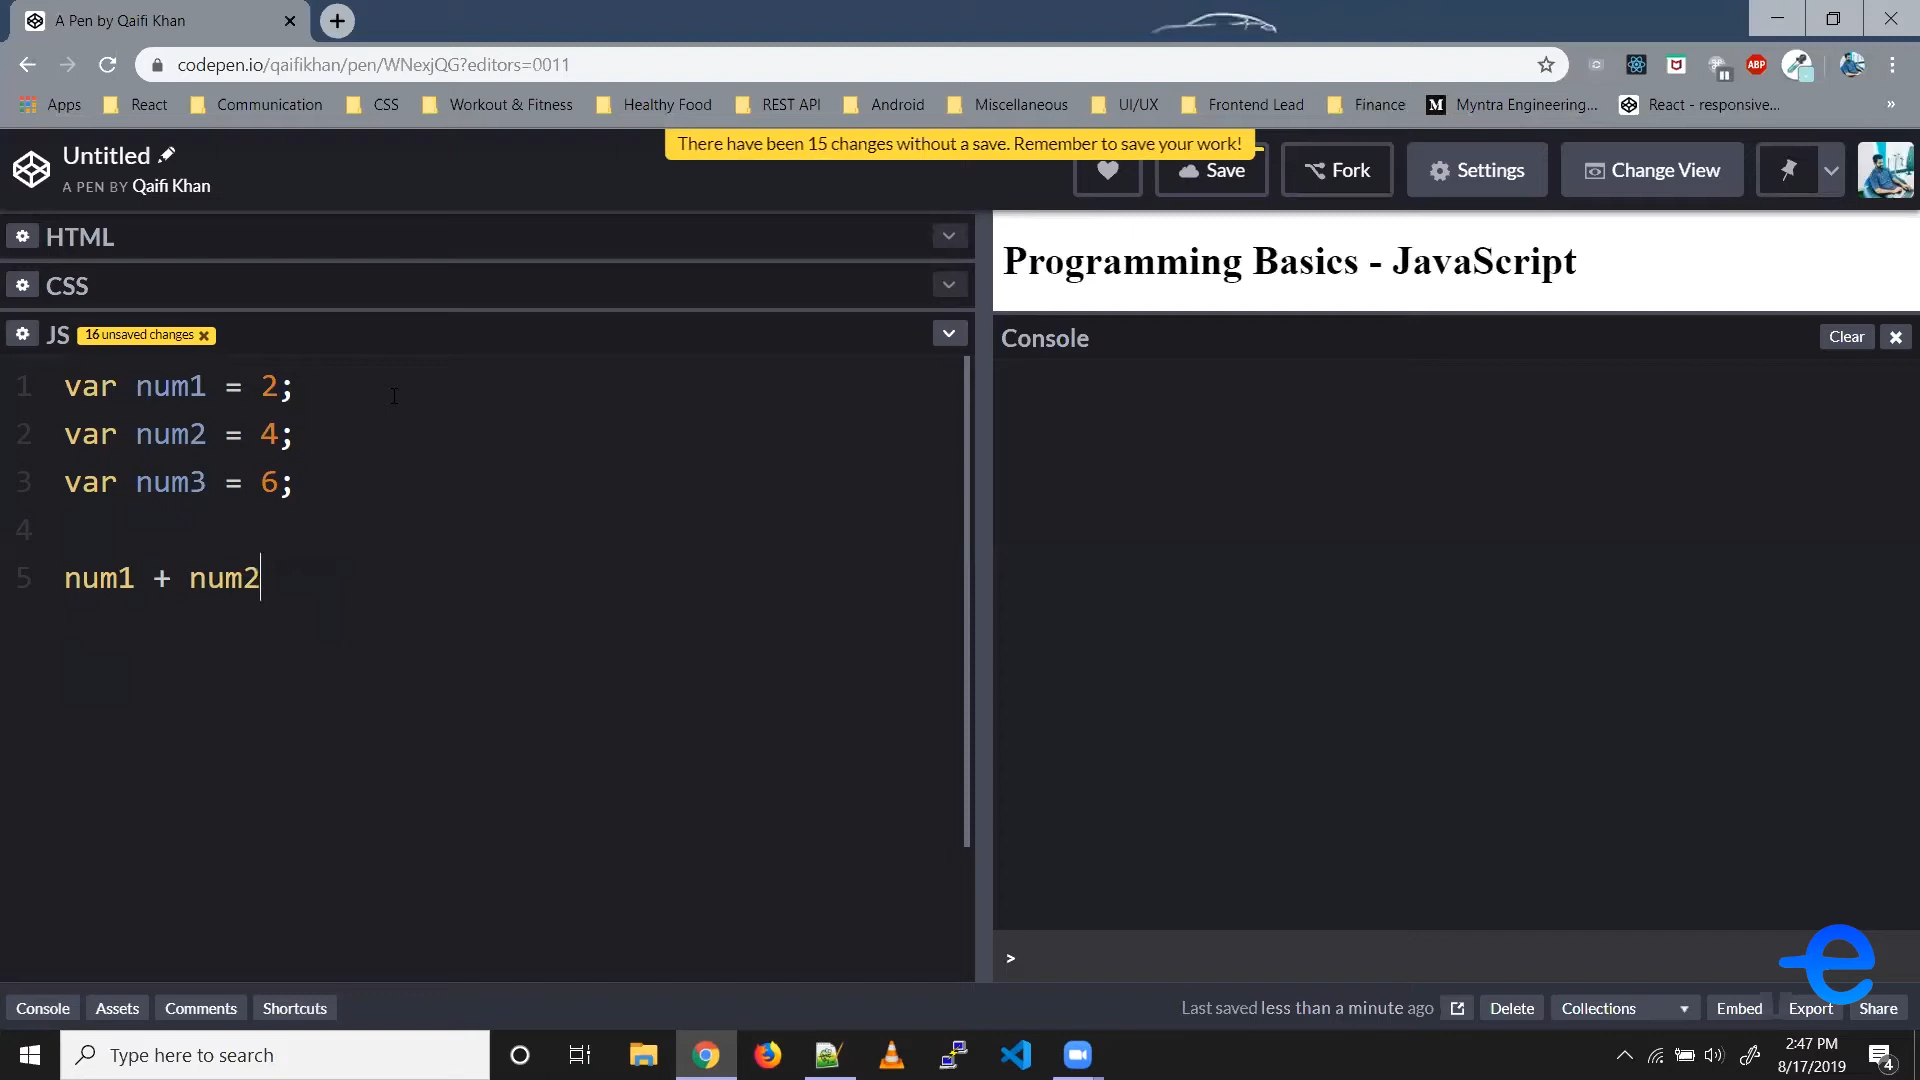 A Pen by Qaifi Khan
codepen.io/qaifikhan/pen/WNexjQG?editors=0011
ABP
Apps React Communication CSS Workout & Fitness Healthy Food REST API Android Miscellaneous UI/UX Frontend Lead Finance M Myntra Engineering... React - responsive... »
There have been 15 changes without a save. Remember to save your work!
Untitled
A PEN BY Qaifi Khan
Save Fork Settings Change View
HTML
CSS
JS 16 unsaved changes
1 var num1 = 2;
2 var num2 = 4;
3 var num3 = 6;
4
5 num1 + num2
Programming Basics - JavaScript
Console Clear
>
e
Console Assets Comments Shortcuts
Last saved less than a minute ago Delete Collections Embed Export Share
Type here to search
2:47 PM
8/17/2019
4